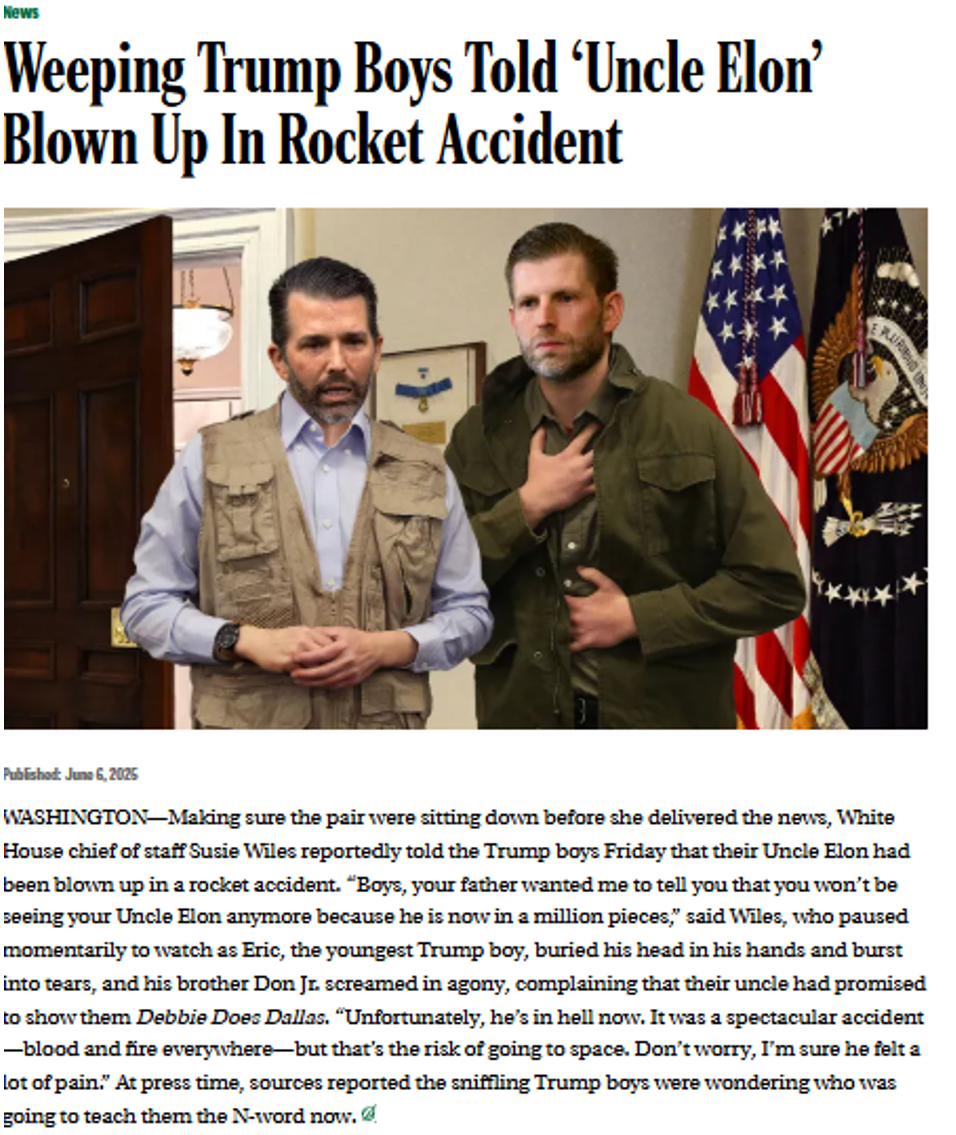 News
Weeping Trump Boys Told ‘Uncle Elon’
Blown Up In Rocket Accident
E PLURIBUS UNUM
Published: June 6, 2025
WASHINGTON—Making sure the pair were sitting down before she delivered the news, White
House chief of staff Susie Wiles reportedly told the Trump boys Friday that their Uncle Elon had
been blown up in a rocket accident. “Boys, your father wanted me to tell you that you won’t be
seeing your Uncle Elon anymore because he is now in a million pieces,” said Wiles, who paused
momentarily to watch as Eric, the youngest Trump boy, buried his head in his hands and burst
into tears, and his brother Don Jr. screamed in agony, complaining that their uncle had promised
to show them Debbie Does Dallas. “Unfortunately, he’s in hell now. It was a spectacular accident
—blood and fire everywhere—but that’s the risk of going to space. Don’t worry, I’m sure he felt a
lot of pain.” At press time, sources reported the sniffling Trump boys were wondering who was
going to teach them the N-word now.